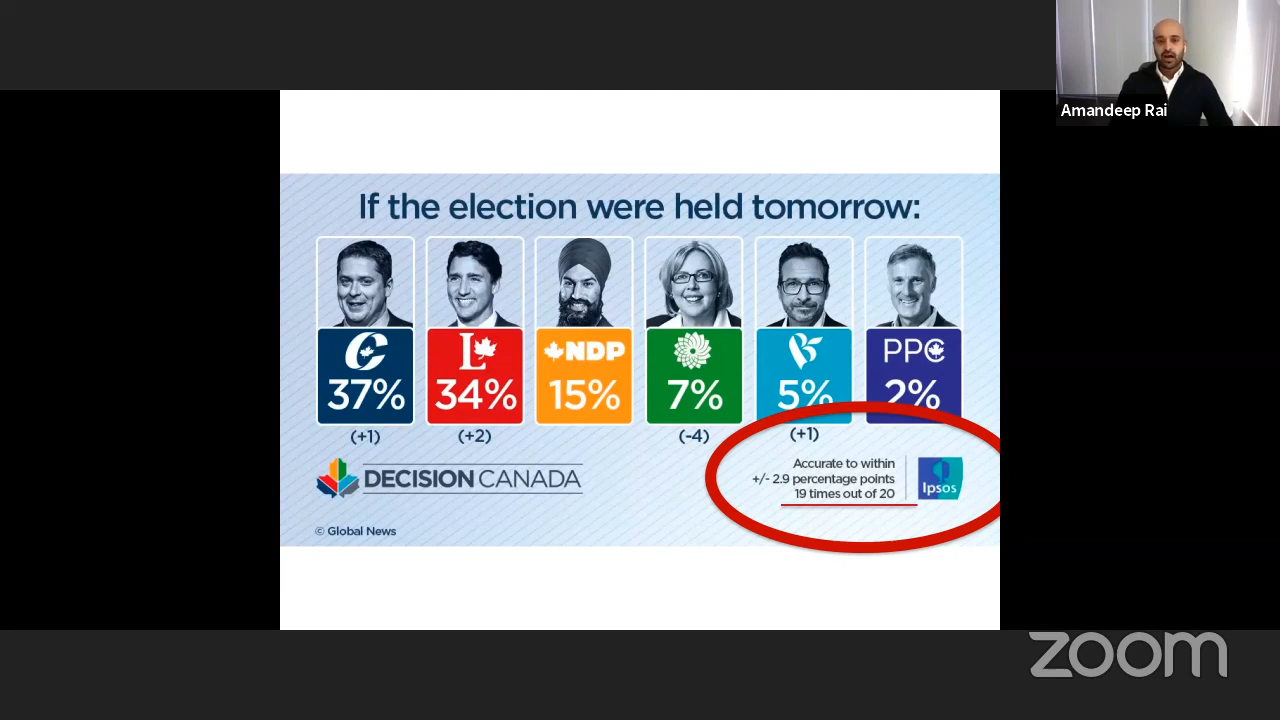 Amandeep Rai
If the election were held tomorrow:
C L NDP PPC
37% 34% 15% 7% 5% 2%
(+1) (+2) (-4) (+1)
DECISION CANADA
Accurate to within
+/- 2.9 percentage points
19 times out of 20
Ipsos
© Global News
zoom